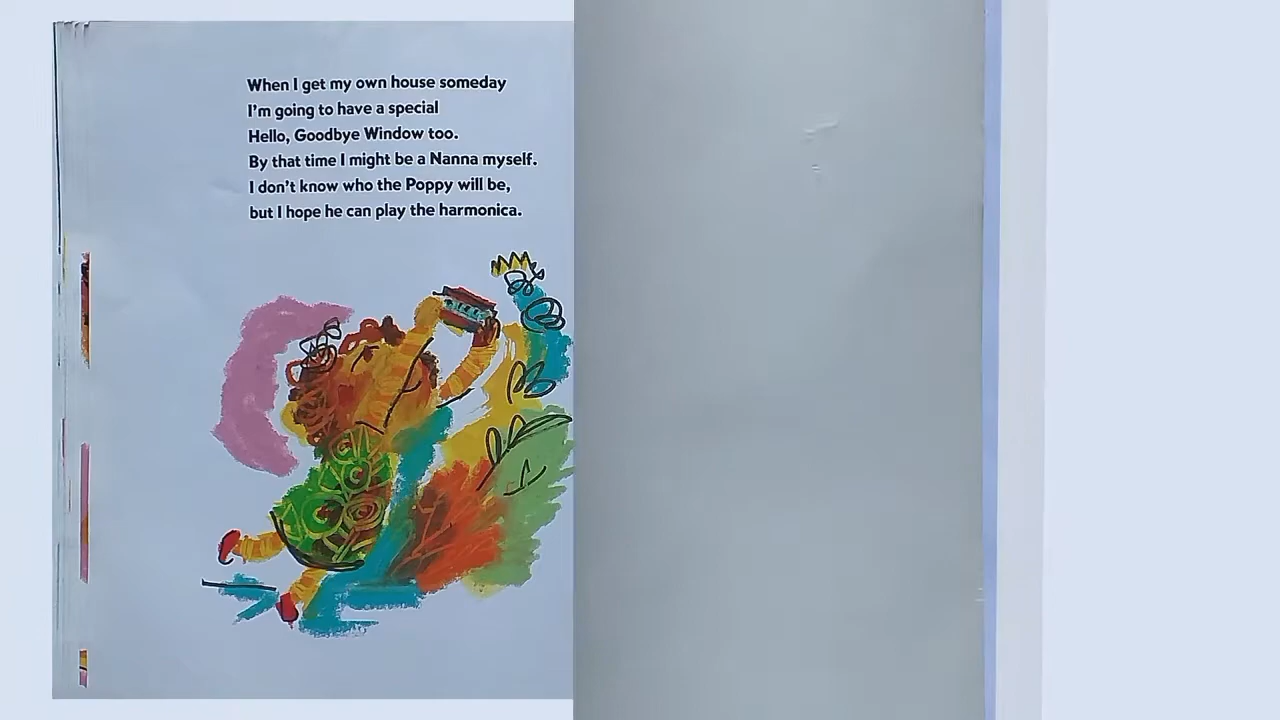 When I get my own house someday
I'm going to have a special
Hello, Goodbye Window too.
By that time I might be a Nanna myself.
I don't know who the Poppy will be,
but I hope he can play the harmonica.